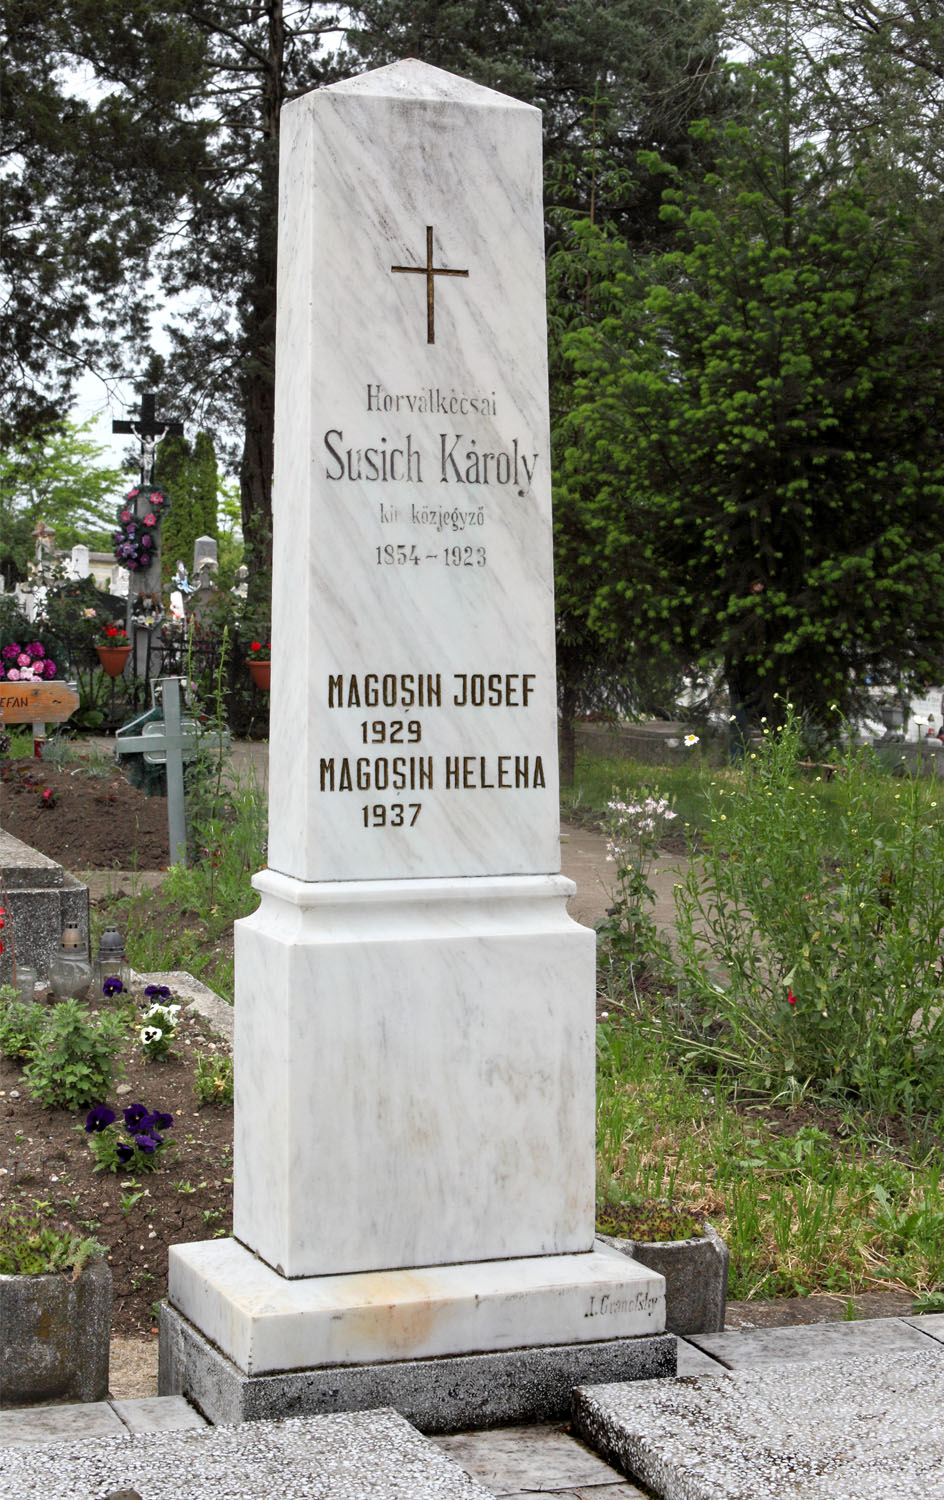 Horvátkécsai
Susich Károly
kir. közjegyző
1854–1923
MAGOȘIN JOSEF
1929
MAGOȘIN HELENA
1937